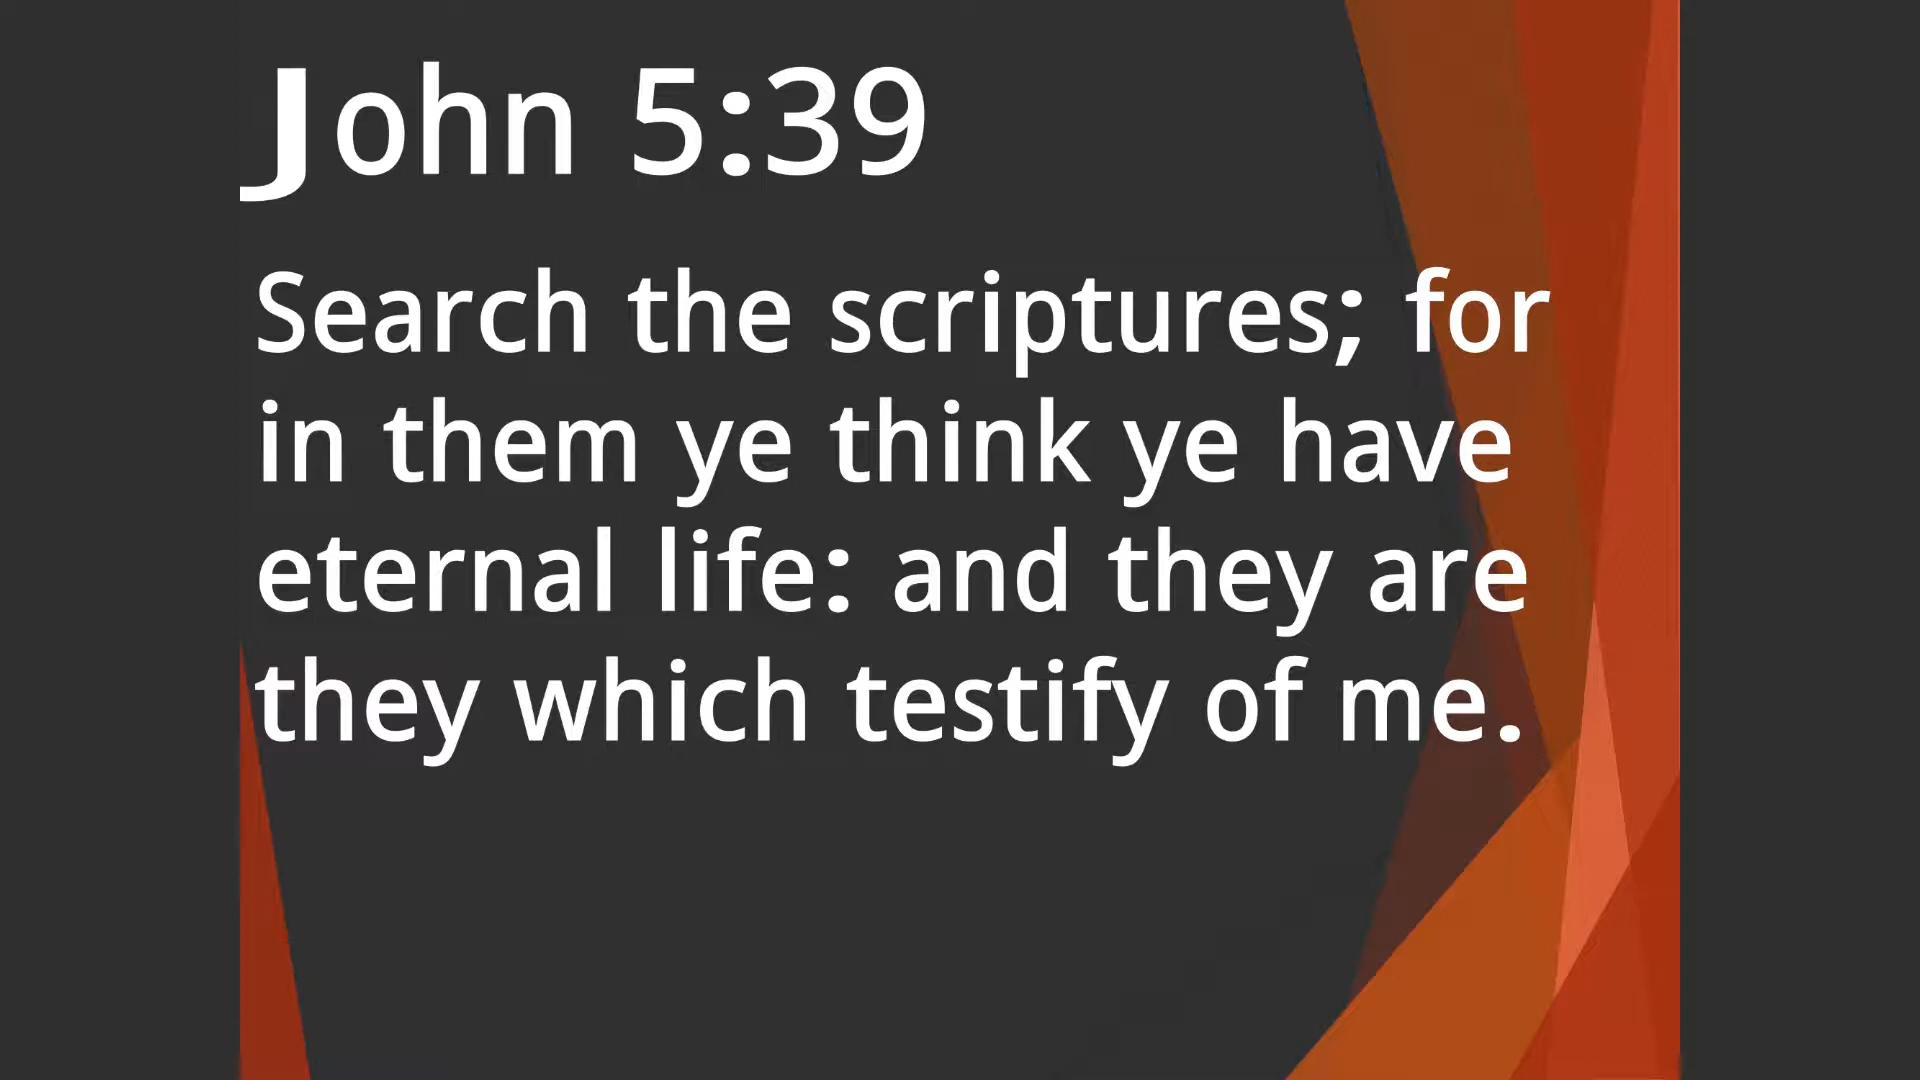 John 5:39
Search the scriptures; for
in them ye think ye have
eternal life: and they are
they which testify of me.